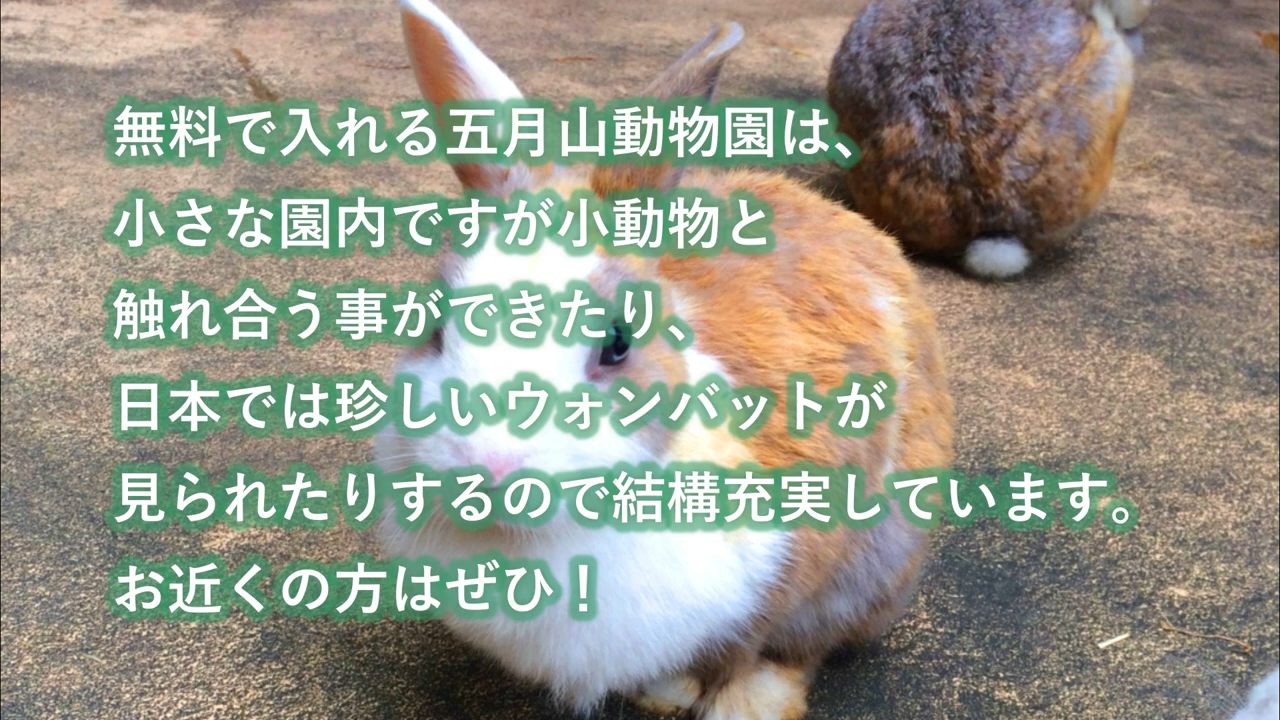 無料で入れる五月山動物園は、
小さな園内ですが小動物と
触れ合う事ができたり、
日本では珍しいウォンバットが
見られたりするので結構充実しています。
お近くの方はぜひ！